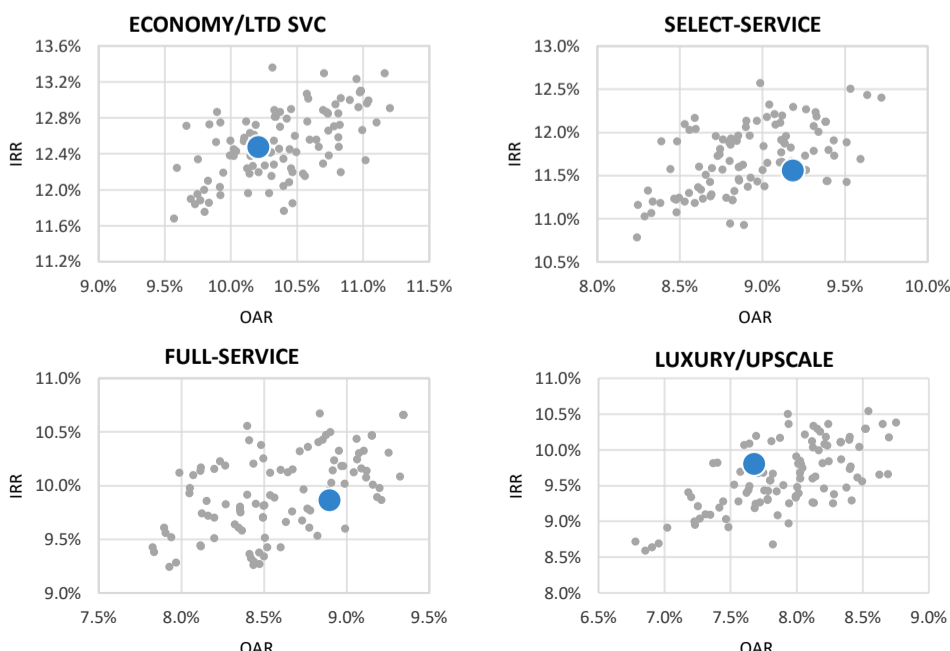 ECONOMY/LTD SVC
13.6%
13.2%
12.8%
12.4%
12.0%
11.6%
11.2%
IRR
9.0% 9.5% 10.0% 10.5% 11.0% 11.5%
OAR
SELECT-SERVICE
13.0%
12.5%
12.0%
11.5%
11.0%
10.5%
IRR
8.0% 8.5% 9.0% 9.5% 10.0%
OAR
FULL-SERVICE
11.0%
10.5%
10.0%
9.5%
9.0%
IRR
7.5% 8.0% 8.5% 9.0% 9.5%
OAR
LUXURY/UPSCALE
11.0%
10.5%
10.0%
9.5%
9.0%
8.5%
8.0%
IRR
6.5% 7.0% 7.5% 8.0% 8.5% 9.0%
OAR